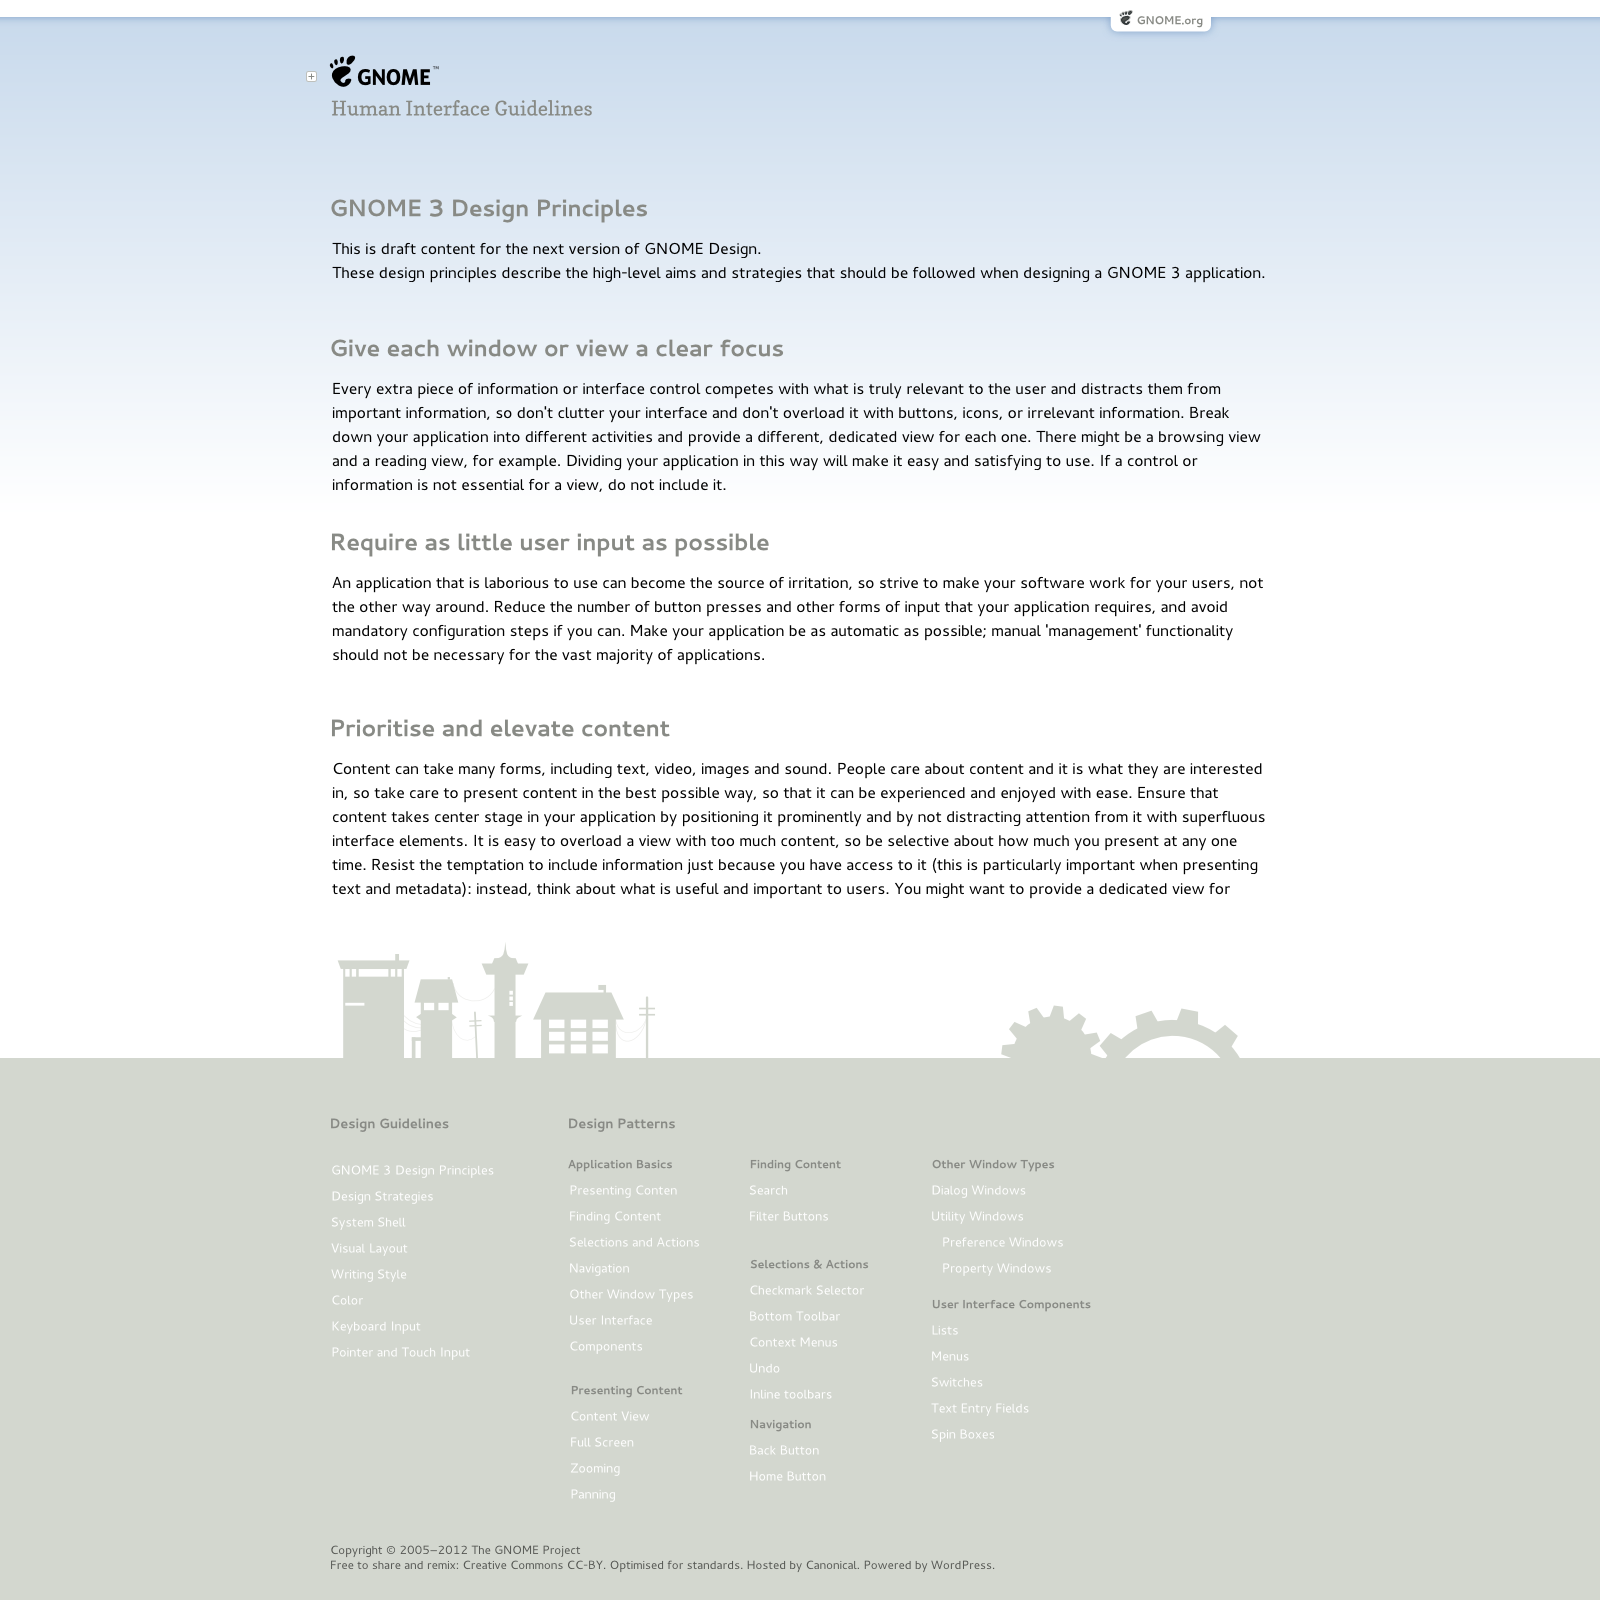 GNOME.org
GNOME™
Human Interface Guidelines
GNOME 3 Design Principles
This is draft content for the next version of GNOME Design.
These design principles describe the high-level aims and strategies that should be followed when designing a GNOME 3 application.
Give each window or view a clear focus
Every extra piece of information or interface control competes with what is truly relevant to the user and distracts them from
important information, so don't clutter your interface and don't overload it with buttons, icons, or irrelevant information. Break
down your application into different activities and provide a different, dedicated view for each one. There might be a browsing view
and a reading view, for example. Dividing your application in this way will make it easy and satisfying to use. If a control or
information is not essential for a view, do not include it.
Require as little user input as possible
An application that is laborious to use can become the source of irritation, so strive to make your software work for your users, not
the other way around. Reduce the number of button presses and other forms of input that your application requires, and avoid
mandatory configuration steps if you can. Make your application be as automatic as possible; manual 'management' functionality
should not be necessary for the vast majority of applications.
Prioritise and elevate content
Content can take many forms, including text, video, images and sound. People care about content and it is what they are interested
in, so take care to present content in the best possible way, so that it can be experienced and enjoyed with ease. Ensure that
content takes center stage in your application by positioning it prominently and by not distracting attention from it with superfluous
interface elements. It is easy to overload a view with too much content, so be selective about how much you present at any one
time. Resist the temptation to include information just because you have access to it (this is particularly important when presenting
text and metadata): instead, think about what is useful and important to users. You might want to provide a dedicated view for
Design Guidelines
GNOME 3 Design Principles
Design Strategies
System Shell
Visual Layout
Writing Style
Color
Keyboard Input
Pointer and Touch Input
Design Patterns
Application Basics
Presenting Conten
Finding Content
Selections and Actions
Navigation
Other Window Types
User Interface
Components
Presenting Content
Content View
Full Screen
Zooming
Panning
Finding Content
Search
Filter Buttons
Selections & Actions
Checkmark Selector
Bottom Toolbar
Context Menus
Undo
Inline toolbars
Navigation
Back Button
Home Button
Other Window Types
Dialog Windows
Utility Windows
Preference Windows
Property Windows
User Interface Components
Lists
Menus
Switches
Text Entry Fields
Spin Boxes
Copyright © 2005–2012 The GNOME Project
Free to share and remix: Creative Commons CC-BY. Optimised for standards. Hosted by Canonical. Powered by WordPress.